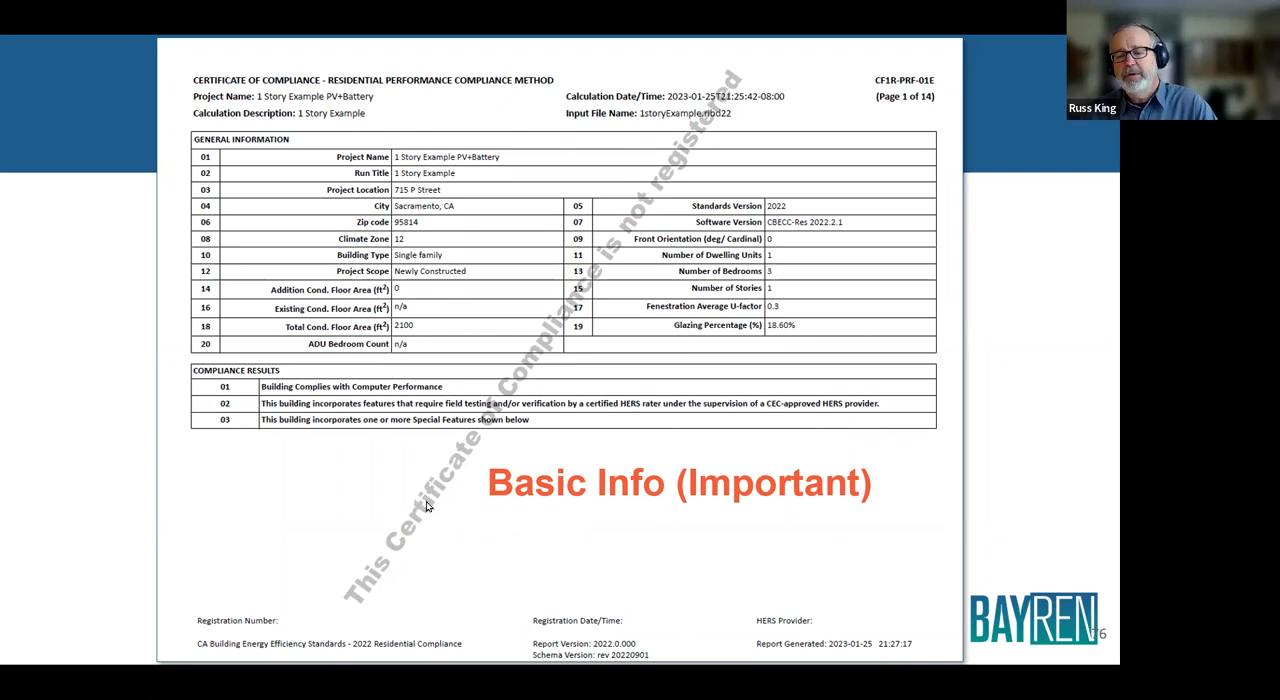 CERTIFICATE OF COMPLIANCE - RESIDENTIAL PERFORMANCE COMPLIANCE METHOD CF1R-PRF-01E
Project Name: 1 Story Example PV+Battery Calculation Date/Time: 2023-01-25T21:25:42-08:00 (Page 1 of 14)
Calculation Description: 1 Story Example Input File Name: 1storyExample.ribd22
Russ King
GENERAL INFORMATION
01 Project Name 1 Story Example PV+Battery
02 Run Title 1 Story Example
03 Project Location 715 P Street
04 City Sacramento, CA 05 Standards Version 2022
06 Zip code 95814 07 Software Version CBECC-Res 2022.2.1
08 Climate Zone 12 09 Front Orientation (deg/ Cardinal) 0
10 Building Type Single family 11 Number of Dwelling Units 1
12 Project Scope Newly Constructed 13 Number of Bedrooms 3
14 Addition Cond. Floor Area (ft²) 0 15 Number of Stories 1
16 Existing Cond. Floor Area (ft²) n/a 17 Fenestration Average U-factor 0.3
18 Total Cond. Floor Area (ft²) 2100 19 Glazing Percentage (%) 18.60%
20 ADU Bedroom Count n/a
COMPLIANCE RESULTS
01 Building Complies with Computer Performance
02 This building incorporates features that require field testing and/or verification by a certified HERS rater under the supervision of a CEC-approved HERS provider.
03 This building incorporates one or more Special Features shown below
This Certificate of Compliance is not registered
Basic Info (Important)
Registration Number: Registration Date/Time: HERS Provider:
CA Building Energy Efficiency Standards - 2022 Residential Compliance Report Version: 2022.0.000 Report Generated: 2023-01-25 21:27:17
Schema Version: rev 20220901
BAYREN
76